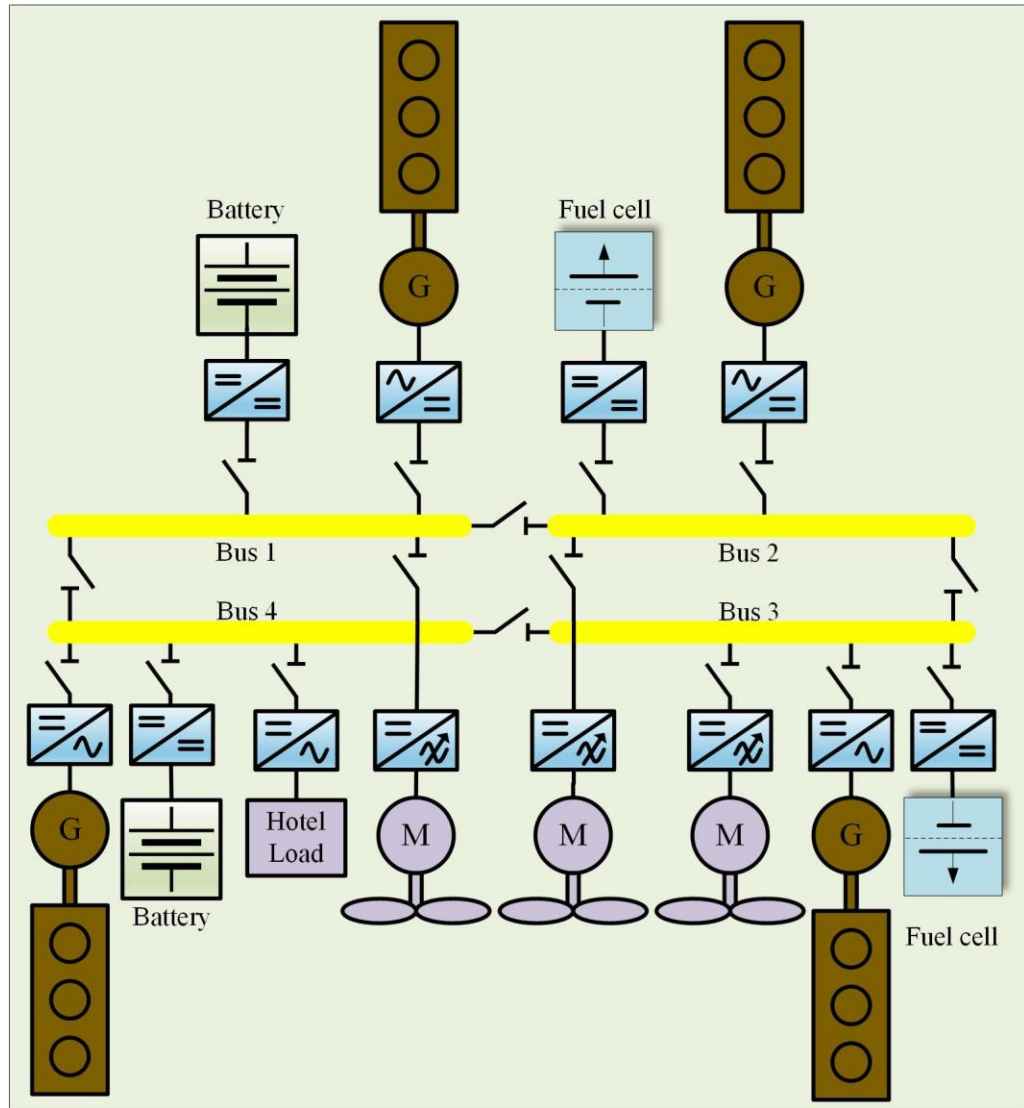 Battery
Fuel cell
G
G
Bus 1
Bus 2
Bus 4
Bus 3
G
Hotel
Load
M
M
M
G
Battery
Fuel cell